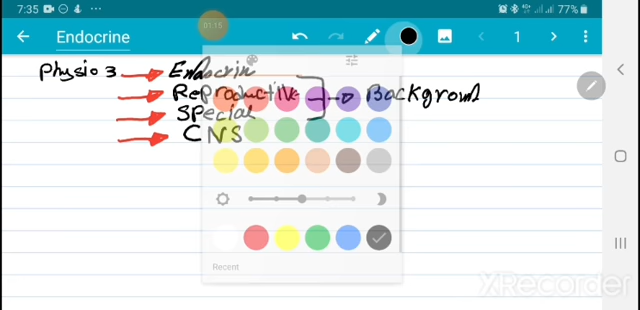 7:35 01:15 77%
Endocrine 1
Physio 3 Endocrin
Reproductive Background
Special
CNS
Recent
XRecorder